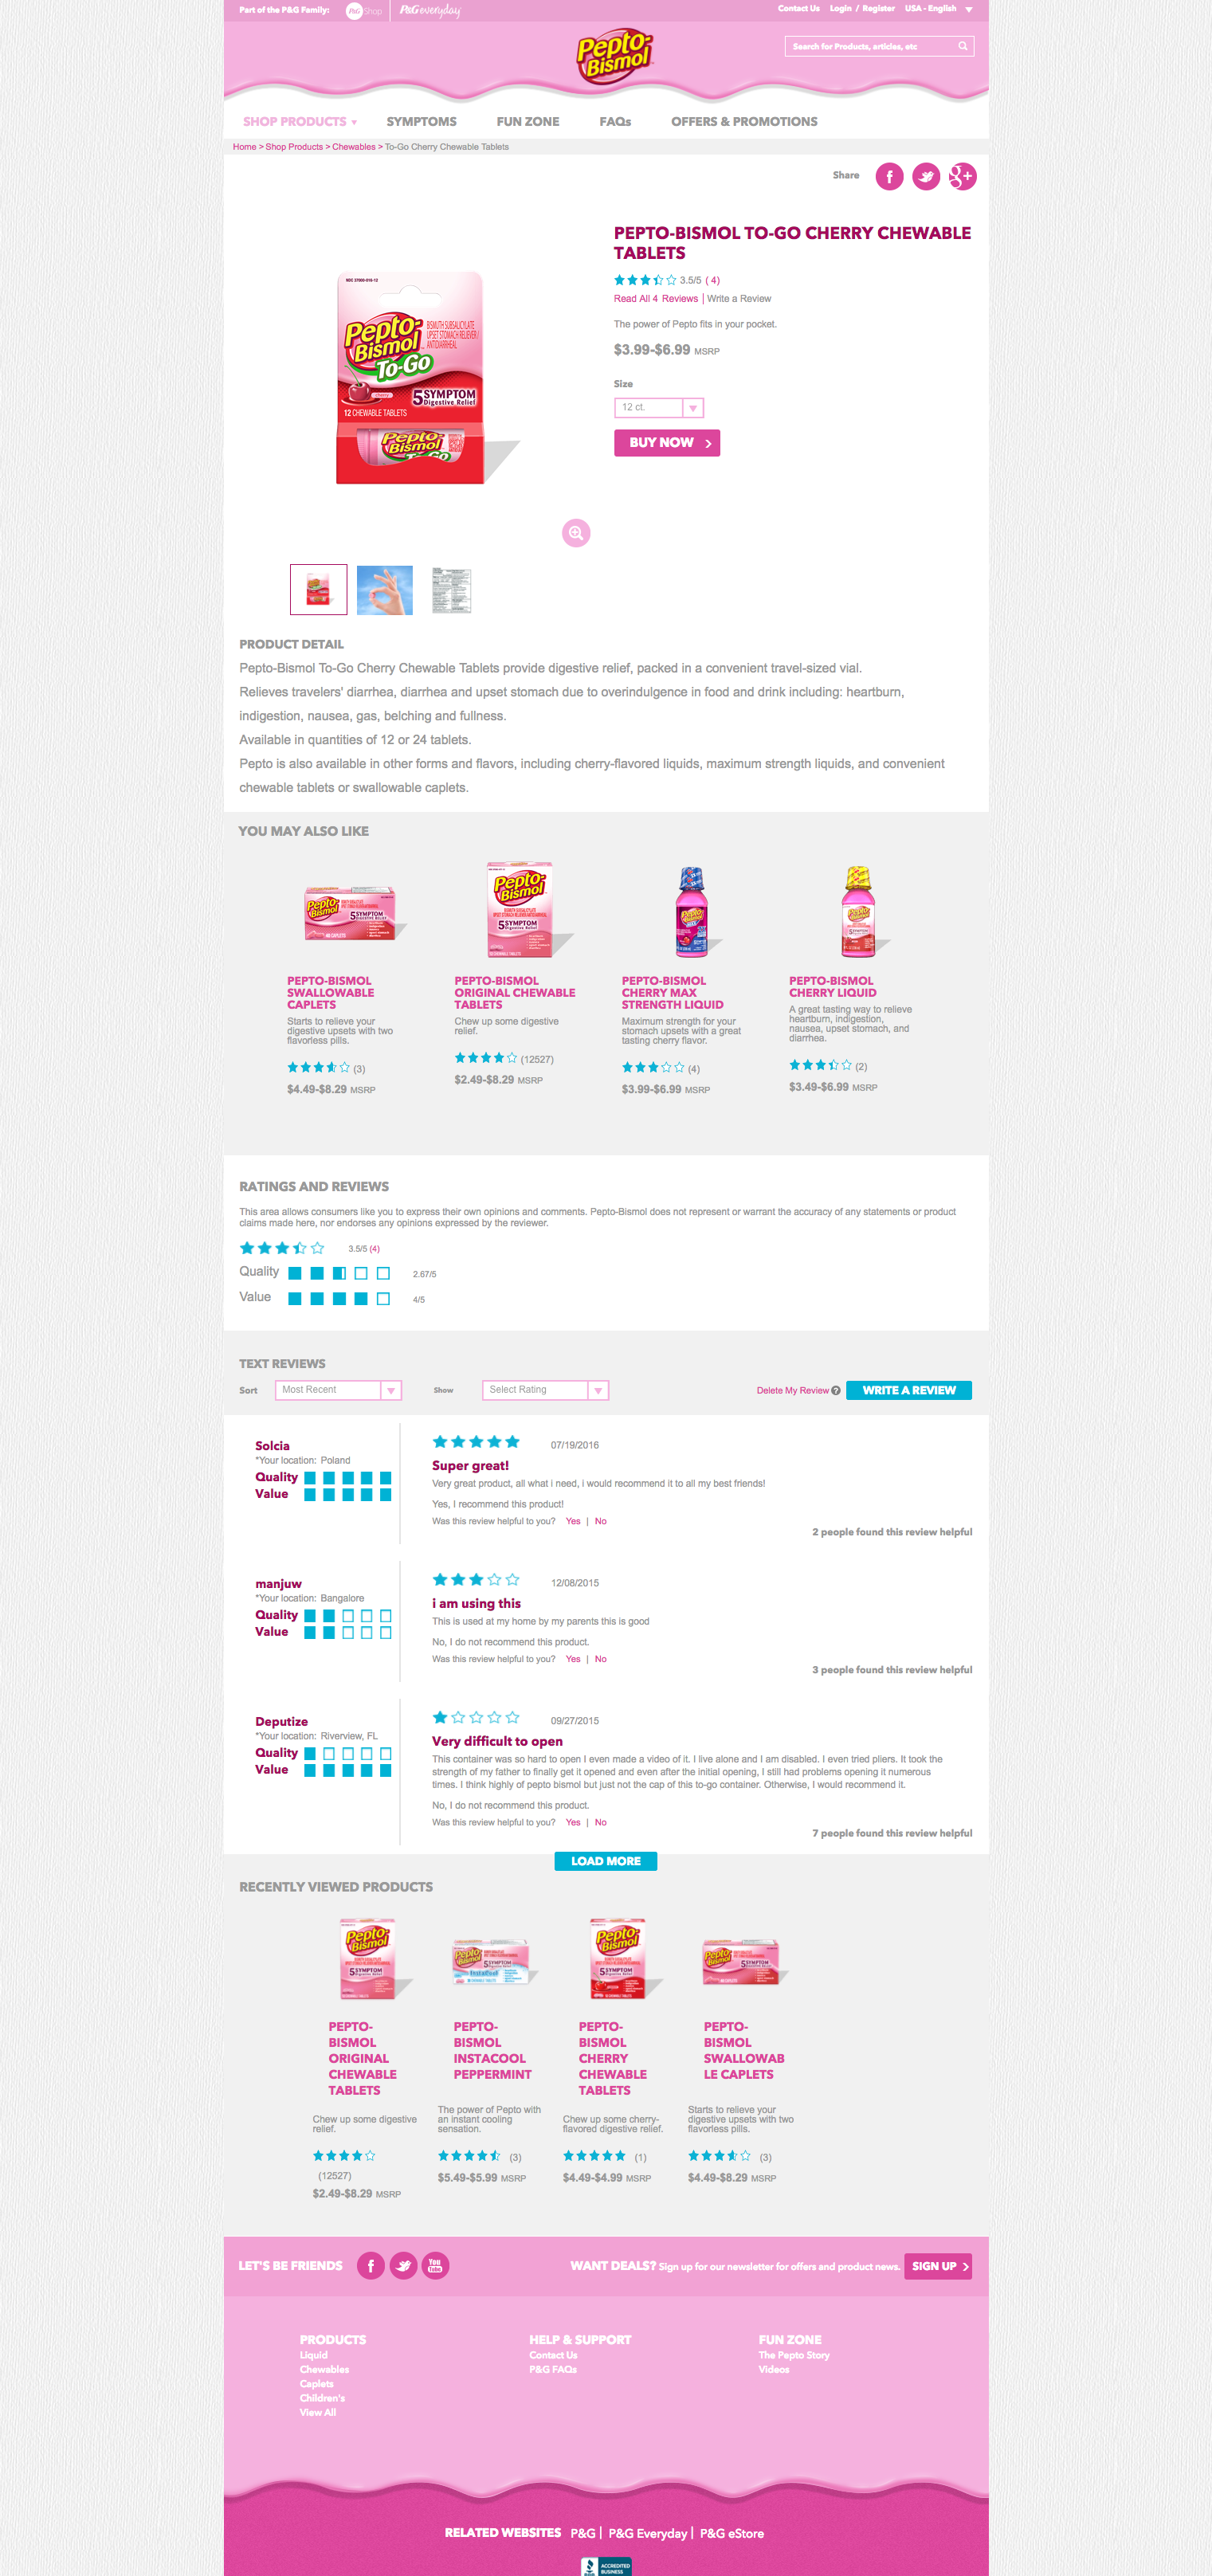 Part of the P&G Family:
P&G Shop
P&G everyday
Contact Us Login / Register USA - English
Pepto-Bismol
Search for Products, articles, etc
SHOP PRODUCTS
SYMPTOMS
FUN ZONE
FAQs
OFFERS & PROMOTIONS
Home > Shop Products > Chewables > To-Go Cherry Chewable Tablets
Share
PEPTO-BISMOL TO-GO CHERRY CHEWABLE
TABLETS
3.5/5 ( 4)
Read All 4 Reviews | Write a Review
The power of Pepto fits in your pocket.
$3.99-$6.99 MSRP
Size
12 ct.
BUY NOW
Pepto-
Bismol
To-Go
BISMUTH SUBSALICYLATE
UPSET STOMACH RELIEVER/
ANTIDIARRHEAL
cherry
5 SYMPTOM
Digestive Relief
12 CHEWABLE TABLETS
Pepto-
Bismol
To-Go
PRODUCT DETAIL
Pepto-Bismol To-Go Cherry Chewable Tablets provide digestive relief, packed in a convenient travel-sized vial.
Relieves travelers' diarrhea, diarrhea and upset stomach due to overindulgence in food and drink including: heartburn,
indigestion, nausea, gas, belching and fullness.
Available in quantities of 12 or 24 tablets.
Pepto is also available in other forms and flavors, including cherry-flavored liquids, maximum strength liquids, and convenient
chewable tablets or swallowable caplets.
YOU MAY ALSO LIKE
PEPTO-BISMOL
SWALLOWABLE
CAPLETS
Starts to relieve your
digestive upsets with two
flavorless pills.
(3)
$4.49-$8.29 MSRP
PEPTO-BISMOL
ORIGINAL CHEWABLE
TABLETS
Chew up some digestive
relief.
(12527)
$2.49-$8.29 MSRP
PEPTO-BISMOL
CHERRY MAX
STRENGTH LIQUID
Maximum strength for your
stomach upsets with a great
tasting cherry flavor.
(4)
$3.99-$6.99 MSRP
PEPTO-BISMOL
CHERRY LIQUID
A great tasting way to relieve
heartburn, indigestion,
nausea, upset stomach, and
diarrhea.
(2)
$3.49-$6.99 MSRP
RATINGS AND REVIEWS
This area allows consumers like you to express their own opinions and comments. Pepto-Bismol does not represent or warrant the accuracy of any statements or product
claims made here, nor endorses any opinions expressed by the reviewer.
3.5/5 (4)
Quality 2.67/5
Value 4/5
TEXT REVIEWS
Sort Most Recent
Show Select Rating
Delete My Review ?
WRITE A REVIEW
Solcia
*Your location: Poland
Quality
Value
07/19/2016
Super great!
Very great product, all what i need, i would recommend it to all my best friends!
Yes, I recommend this product!
Was this review helpful to you? Yes | No
2 people found this review helpful
manjuw
*Your location: Bangalore
Quality
Value
12/08/2015
i am using this
This is used at my home by my parents this is good
No, I do not recommend this product.
Was this review helpful to you? Yes | No
3 people found this review helpful
Deputize
*Your location: Riverview, FL
Quality
Value
09/27/2015
Very difficult to open
This container was so hard to open I even made a video of it. I live alone and I am disabled. I even tried pliers. It took the
strength of my father to finally get it opened and even after the initial opening, I still had problems opening it numerous
times. I think highly of pepto bismol but just not the cap of this to-go container. Otherwise, I would recommend it.
No, I do not recommend this product.
Was this review helpful to you? Yes | No
7 people found this review helpful
LOAD MORE
RECENTLY VIEWED PRODUCTS
PEPTO-
BISMOL
ORIGINAL
CHEWABLE
TABLETS
Chew up some digestive
relief.
(12527)
$2.49-$8.29 MSRP
PEPTO-
BISMOL
INSTACOOL
PEPPERMINT
The power of Pepto with
an instant cooling
sensation.
(3)
$5.49-$5.99 MSRP
PEPTO-
BISMOL
CHERRY
CHEWABLE
TABLETS
Chew up some cherry-
flavored digestive relief.
(1)
$4.49-$4.99 MSRP
PEPTO-
BISMOL
SWALLOWAB
LE CAPLETS
Starts to relieve your
digestive upsets with two
flavorless pills.
(3)
$4.49-$8.29 MSRP
LET'S BE FRIENDS
You Tube
WANT DEALS? Sign up for our newsletter for offers and product news.
SIGN UP
PRODUCTS
Liquid
Chewables
Caplets
Children's
View All
HELP & SUPPORT
Contact Us
P&G FAQs
FUN ZONE
The Pepto Story
Videos
RELATED WEBSITES P&G | P&G Everyday | P&G eStore
ACCREDITED
BUSINESS